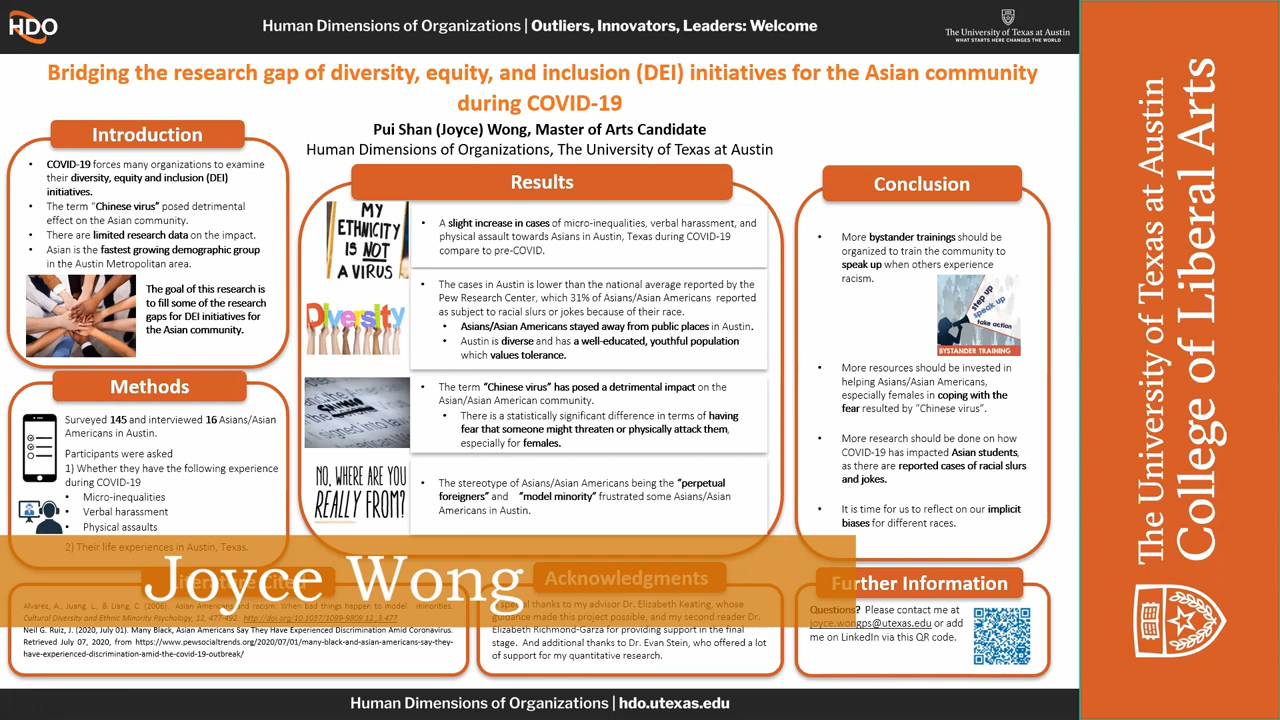 HDO
Human Dimensions of Organizations | Outliers, Innovators, Leaders: Welcome
The University of Texas at Austin
WHAT STARTS HERE CHANGES THE WORLD
Bridging the research gap of diversity, equity, and inclusion (DEI) initiatives for the Asian community
during COVID-19
Pui Shan (Joyce) Wong, Master of Arts Candidate
Human Dimensions of Organizations, The University of Texas at Austin
Introduction
• COVID-19 forces many organizations to examine
their diversity, equity and inclusion (DEI)
initiatives.
• The term "Chinese virus" posed detrimental
effect on the Asian community.
• There are limited research data on the impact.
• Asian is the fastest growing demographic group
in the Austin Metropolitan area.
The goal of this research is
to fill some of the research
gaps for DEI initiatives for
the Asian community.
Methods
Surveyed 145 and interviewed 16 Asians/Asian
Americans in Austin.
Participants were asked
1) Whether they have the following experience
during COVID-19
• Micro-inequalities
• Verbal harassment
• Physical assaults
2) Their life experiences in Austin, Texas.
Results
MY
ETHNICITY
IS NOT
A VIRUS
• A slight increase in cases of micro-inequalities, verbal harassment, and
physical assault towards Asians in Austin, Texas during COVID-19
compare to pre-COVID.
Diversity
• The cases in Austin is lower than the national average reported by the
Pew Research Center, which 31% of Asians/Asian Americans reported
as subject to racial slurs or jokes because of their race.
• Asians/Asian Americans stayed away from public places in Austin.
• Austin is diverse and has a well-educated, youthful population
which values tolerance.
• The term "Chinese virus" has posed a detrimental impact on the
Asian/Asian American community.
• There is a statistically significant difference in terms of having
fear that someone might threaten or physically attack them,
especially for females.
NO, WHERE ARE YOU
REALLY FROM?
• The stereotype of Asians/Asian Americans being the "perpetual
foreigners" and "model minority" frustrated some Asians/Asian
Americans in Austin.
Conclusion
• More bystander trainings should be
organized to train the community to
speak up when others experience
racism.
step up
speak up
take action
BYSTANDER TRAINING
• More resources should be invested in
helping Asians/Asian Americans,
especially females in coping with the
fear resulted by "Chinese virus".
• More research should be done on how
COVID-19 has impacted Asian students,
as there are reported cases of racial slurs
and jokes.
• It is time for us to reflect on our implicit
biases for different races.
Joyce Wong
Literature Cited
Alvarez, A., Juang, L., & Liang, C. (2006). Asian Americans and racism: When bad things happen to model minorities.
Cultural Diversity and Ethnic Minority Psychology, 12, 477-492. http://doi.org/10.1037/1099-9809.12.3.477
Neil G. Ruiz, J. (2020, July 01). Many Black, Asian Americans Say They Have Experienced Discrimination Amid Coronavirus.
Retrieved July 07, 2020, from https://www.pewsocialtrends.org/2020/07/01/many-black-and-asian-americans-say-they-
have-experienced-discrimination-amid-the-covid-19-outbreak/
Acknowledgments
special thanks to my advisor Dr. Elizabeth Keating, whose
guidance made this project possible, and my second reader Dr.
Elizabeth Richmond-Garza for providing support in the final
stage. And additional thanks to Dr. Evan Stein, who offered a lot
of support for my quantitative research.
Further Information
Questions? Please contact me at
joyce.wongps@utexas.edu or add
me on LinkedIn via this QR code.
Human Dimensions of Organizations | hdo.utexas.edu
The University of Texas at Austin
College of Liberal Arts